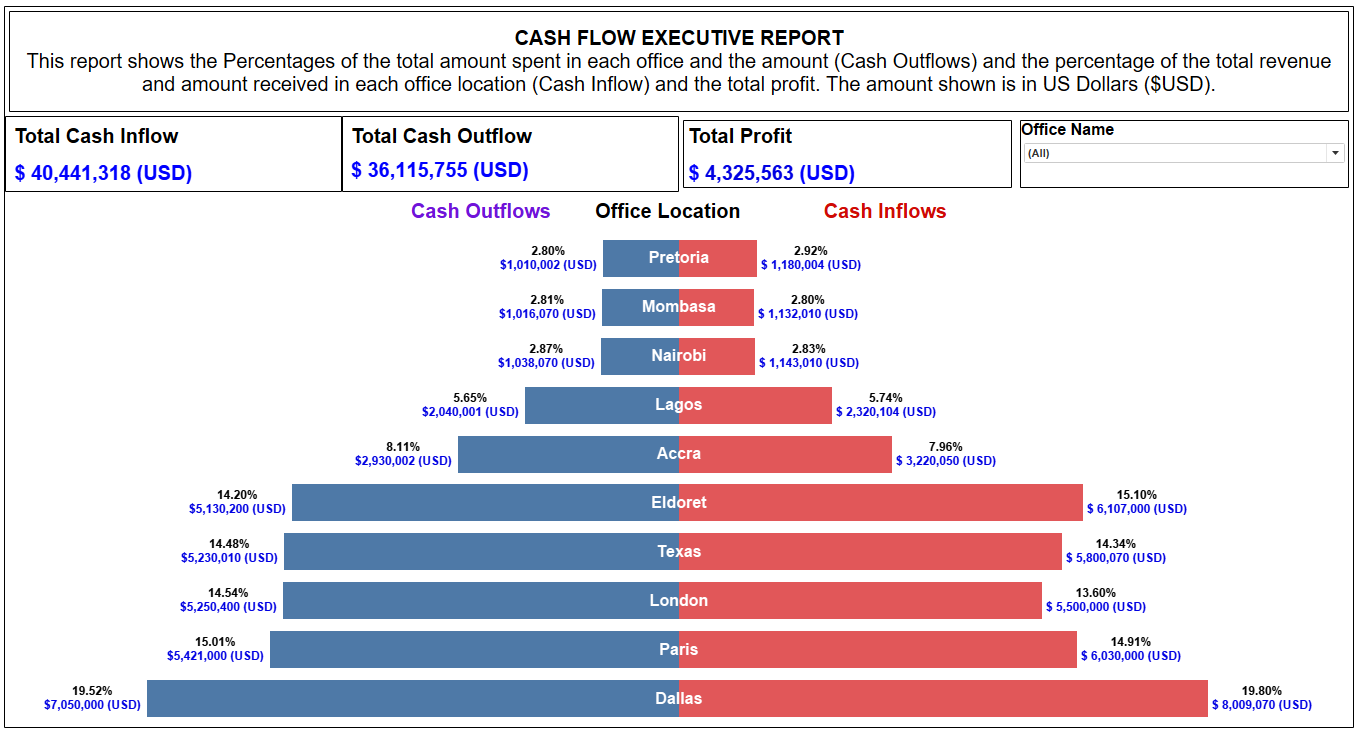 CASH FLOW EXECUTIVE REPORT
This report shows the Percentages of the total amount spent in each office and the amount (Cash Outflows) and the percentage of the total revenue
and amount received in each office location (Cash Inflow) and the total profit. The amount shown is in US Dollars ($USD).
Total Cash Inflow
$ 40,441,318 (USD)
Total Cash Outflow
$ 36,115,755 (USD)
Total Profit
$ 4,325,563 (USD)
Office Name
(All)
Cash Outflows Office Location Cash Inflows
2.80% 2.92%
$1,010,002 (USD) Pretoria $ 1,180,004 (USD)
2.81% 2.80%
$1,016,070 (USD) Mombasa $ 1,132,010 (USD)
2.87% 2.83%
$1,038,070 (USD) Nairobi $ 1,143,010 (USD)
5.65% 5.74%
$2,040,001 (USD) Lagos $ 2,320,104 (USD)
8.11% 7.96%
$2,930,002 (USD) Accra $ 3,220,050 (USD)
14.20% 15.10%
$5,130,200 (USD) Eldoret $ 6,107,000 (USD)
14.48% 14.34%
$5,230,010 (USD) Texas $ 5,800,070 (USD)
14.54% 13.60%
$5,250,400 (USD) London $ 5,500,000 (USD)
15.01% 14.91%
$5,421,000 (USD) Paris $ 6,030,000 (USD)
19.52% 19.80%
$7,050,000 (USD) Dallas $ 8,009,070 (USD)